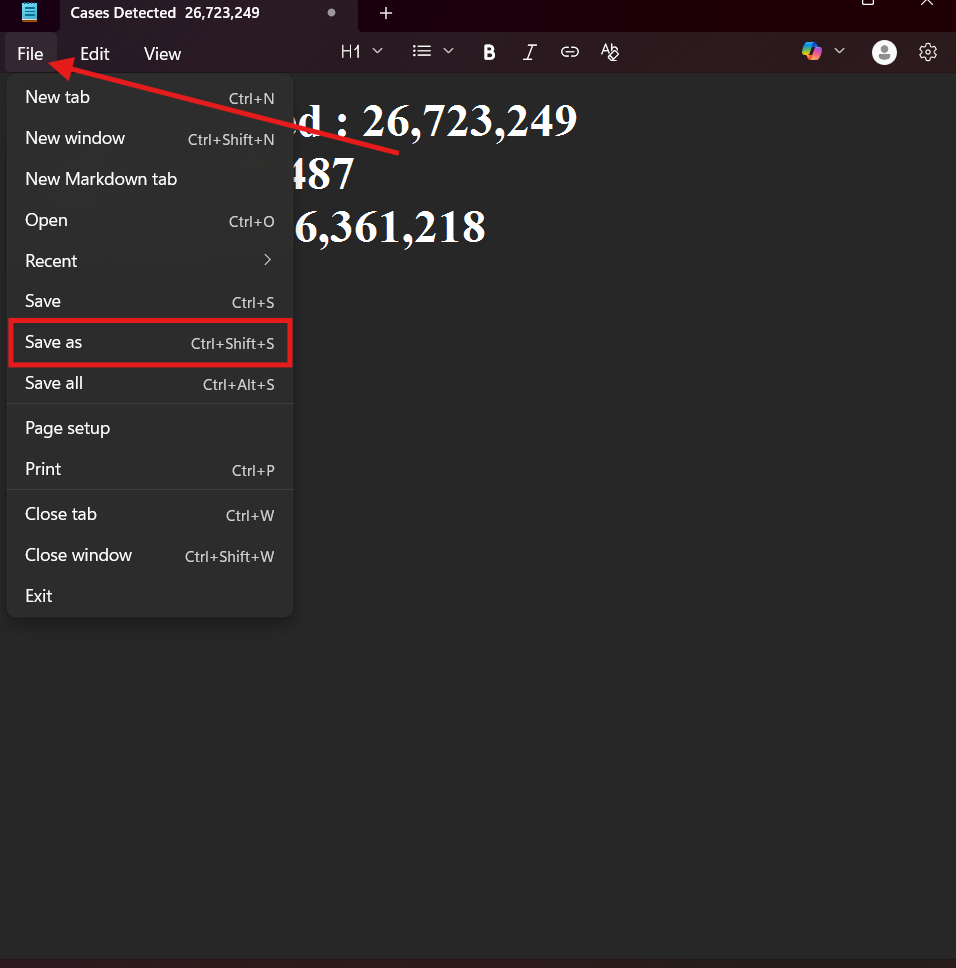 Cases Detected 26,723,249
File Edit View H1 B I
New tab Ctrl+N
New window Ctrl+Shift+N
New Markdown tab
Open Ctrl+O
Recent
Save Ctrl+S
Save as Ctrl+Shift+S
Save all Ctrl+Alt+S
Page setup
Print Ctrl+P
Close tab Ctrl+W
Close window Ctrl+Shift+W
Exit
: 26,723,249
487
6,361,218